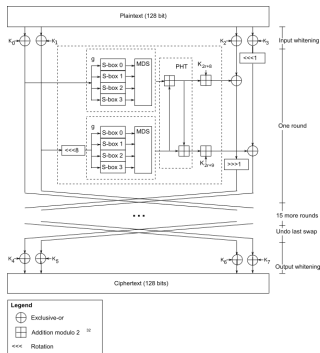 Plaintext (128 bit)
K0 K1 K2 K3
Input whitening
<<<1
g
S-box 0
S-box 1
S-box 2
S-box 3
MDS
PHT
K2r+8
One round
g
<<<8
S-box 0
S-box 1
S-box 2
S-box 3
MDS
K2r+9
>>>1
15 more rounds
Undo last swap
K4 K5 K6 K7
Output whitening
Ciphertext (128 bits)
Legend
Exclusive-or
Addition modulo 2 32
<<< Rotation